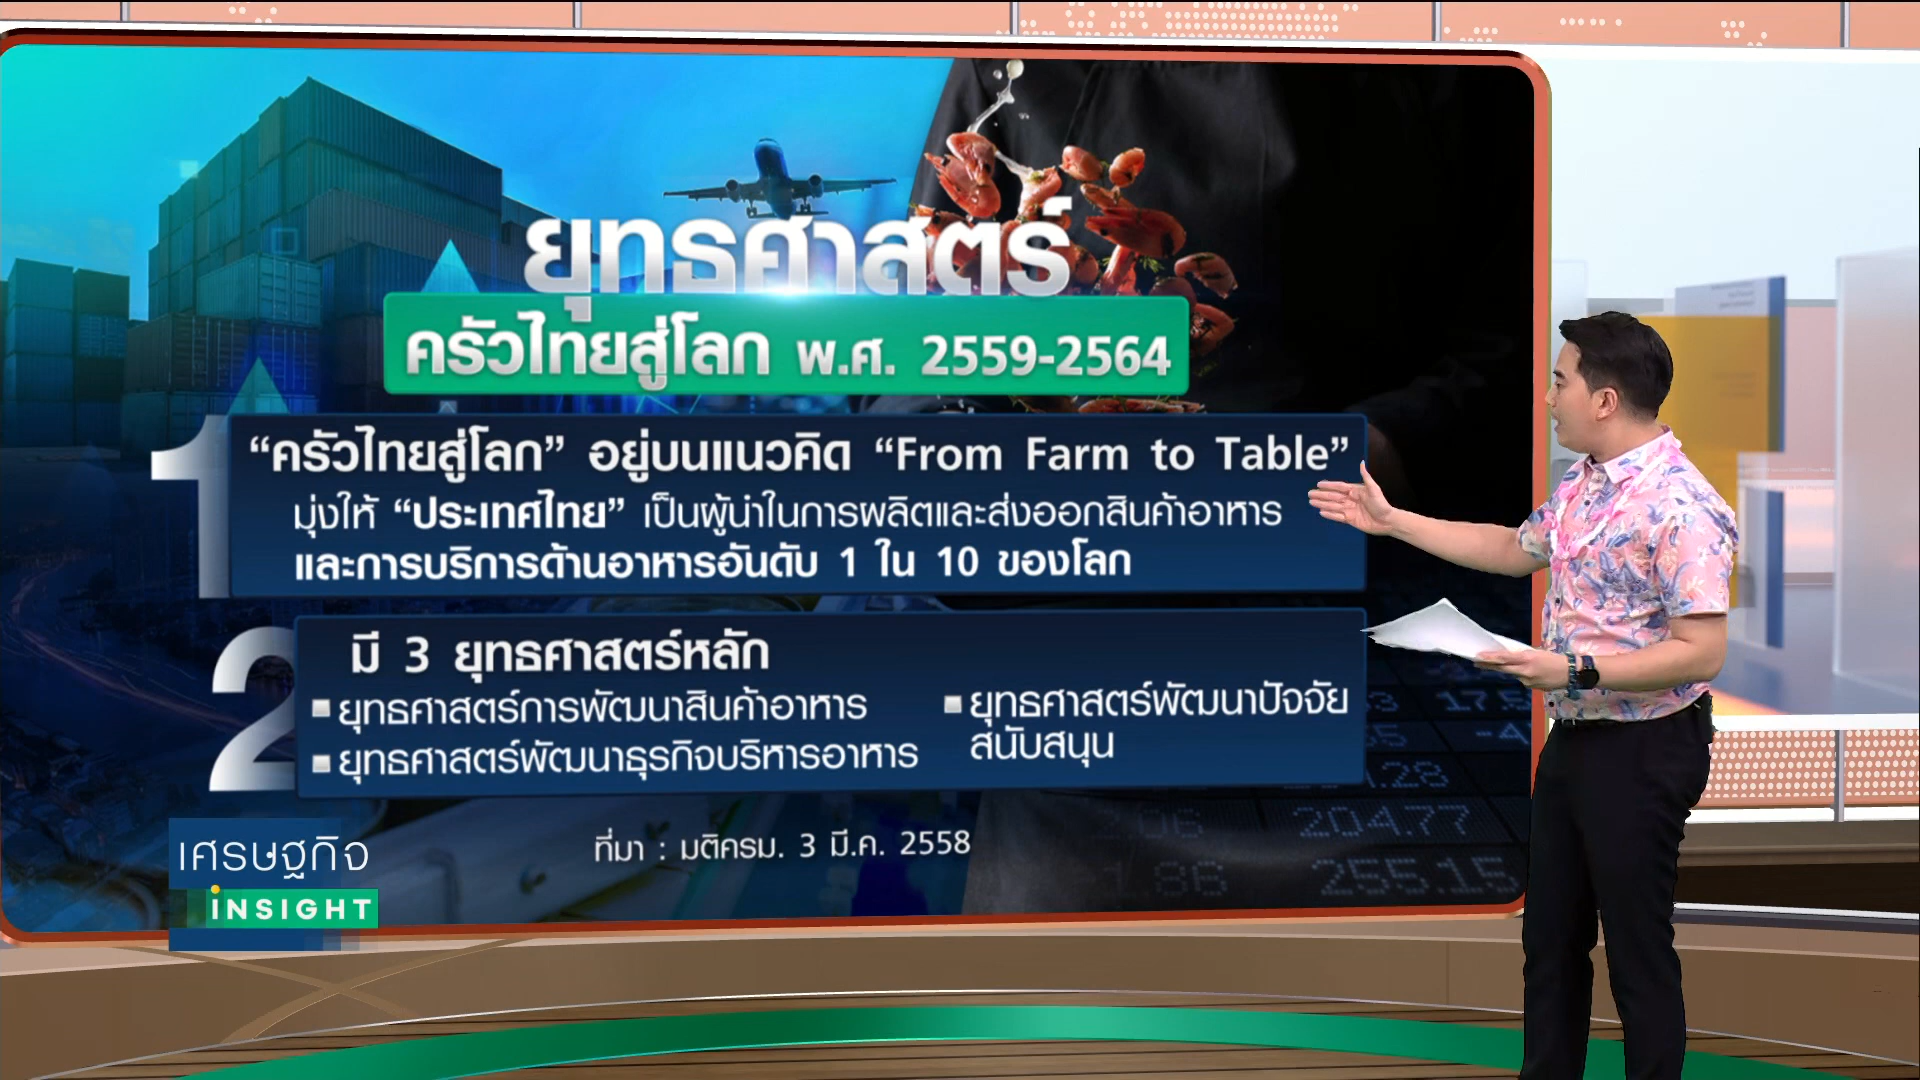 ยุทธศาสตร์
ครัวไทยสู่โลก พ.ศ. 2559-2564
1
“ครัวไทยสู่โลก” อยู่บนแนวคิด “From Farm to Table”
มุ่งให้ “ประเทศไทย” เป็นผู้นำในการผลิตและส่งออกสินค้าอาหาร
และการบริการด้านอาหารอันดับ 1 ใน 10 ของโลก
2
มี 3 ยุทธศาสตร์หลัก
ยุทธศาสตร์การพัฒนาสินค้าอาหาร
ยุทธศาสตร์พัฒนาธุรกิจบริหารอาหาร
ยุทธศาสตร์พัฒนาปัจจัย
สนับสนุน
ที่มา : มติครม. 3 มี.ค. 2558
204.77
255.15
1.86
เศรษฐกิจ
INSIGHT